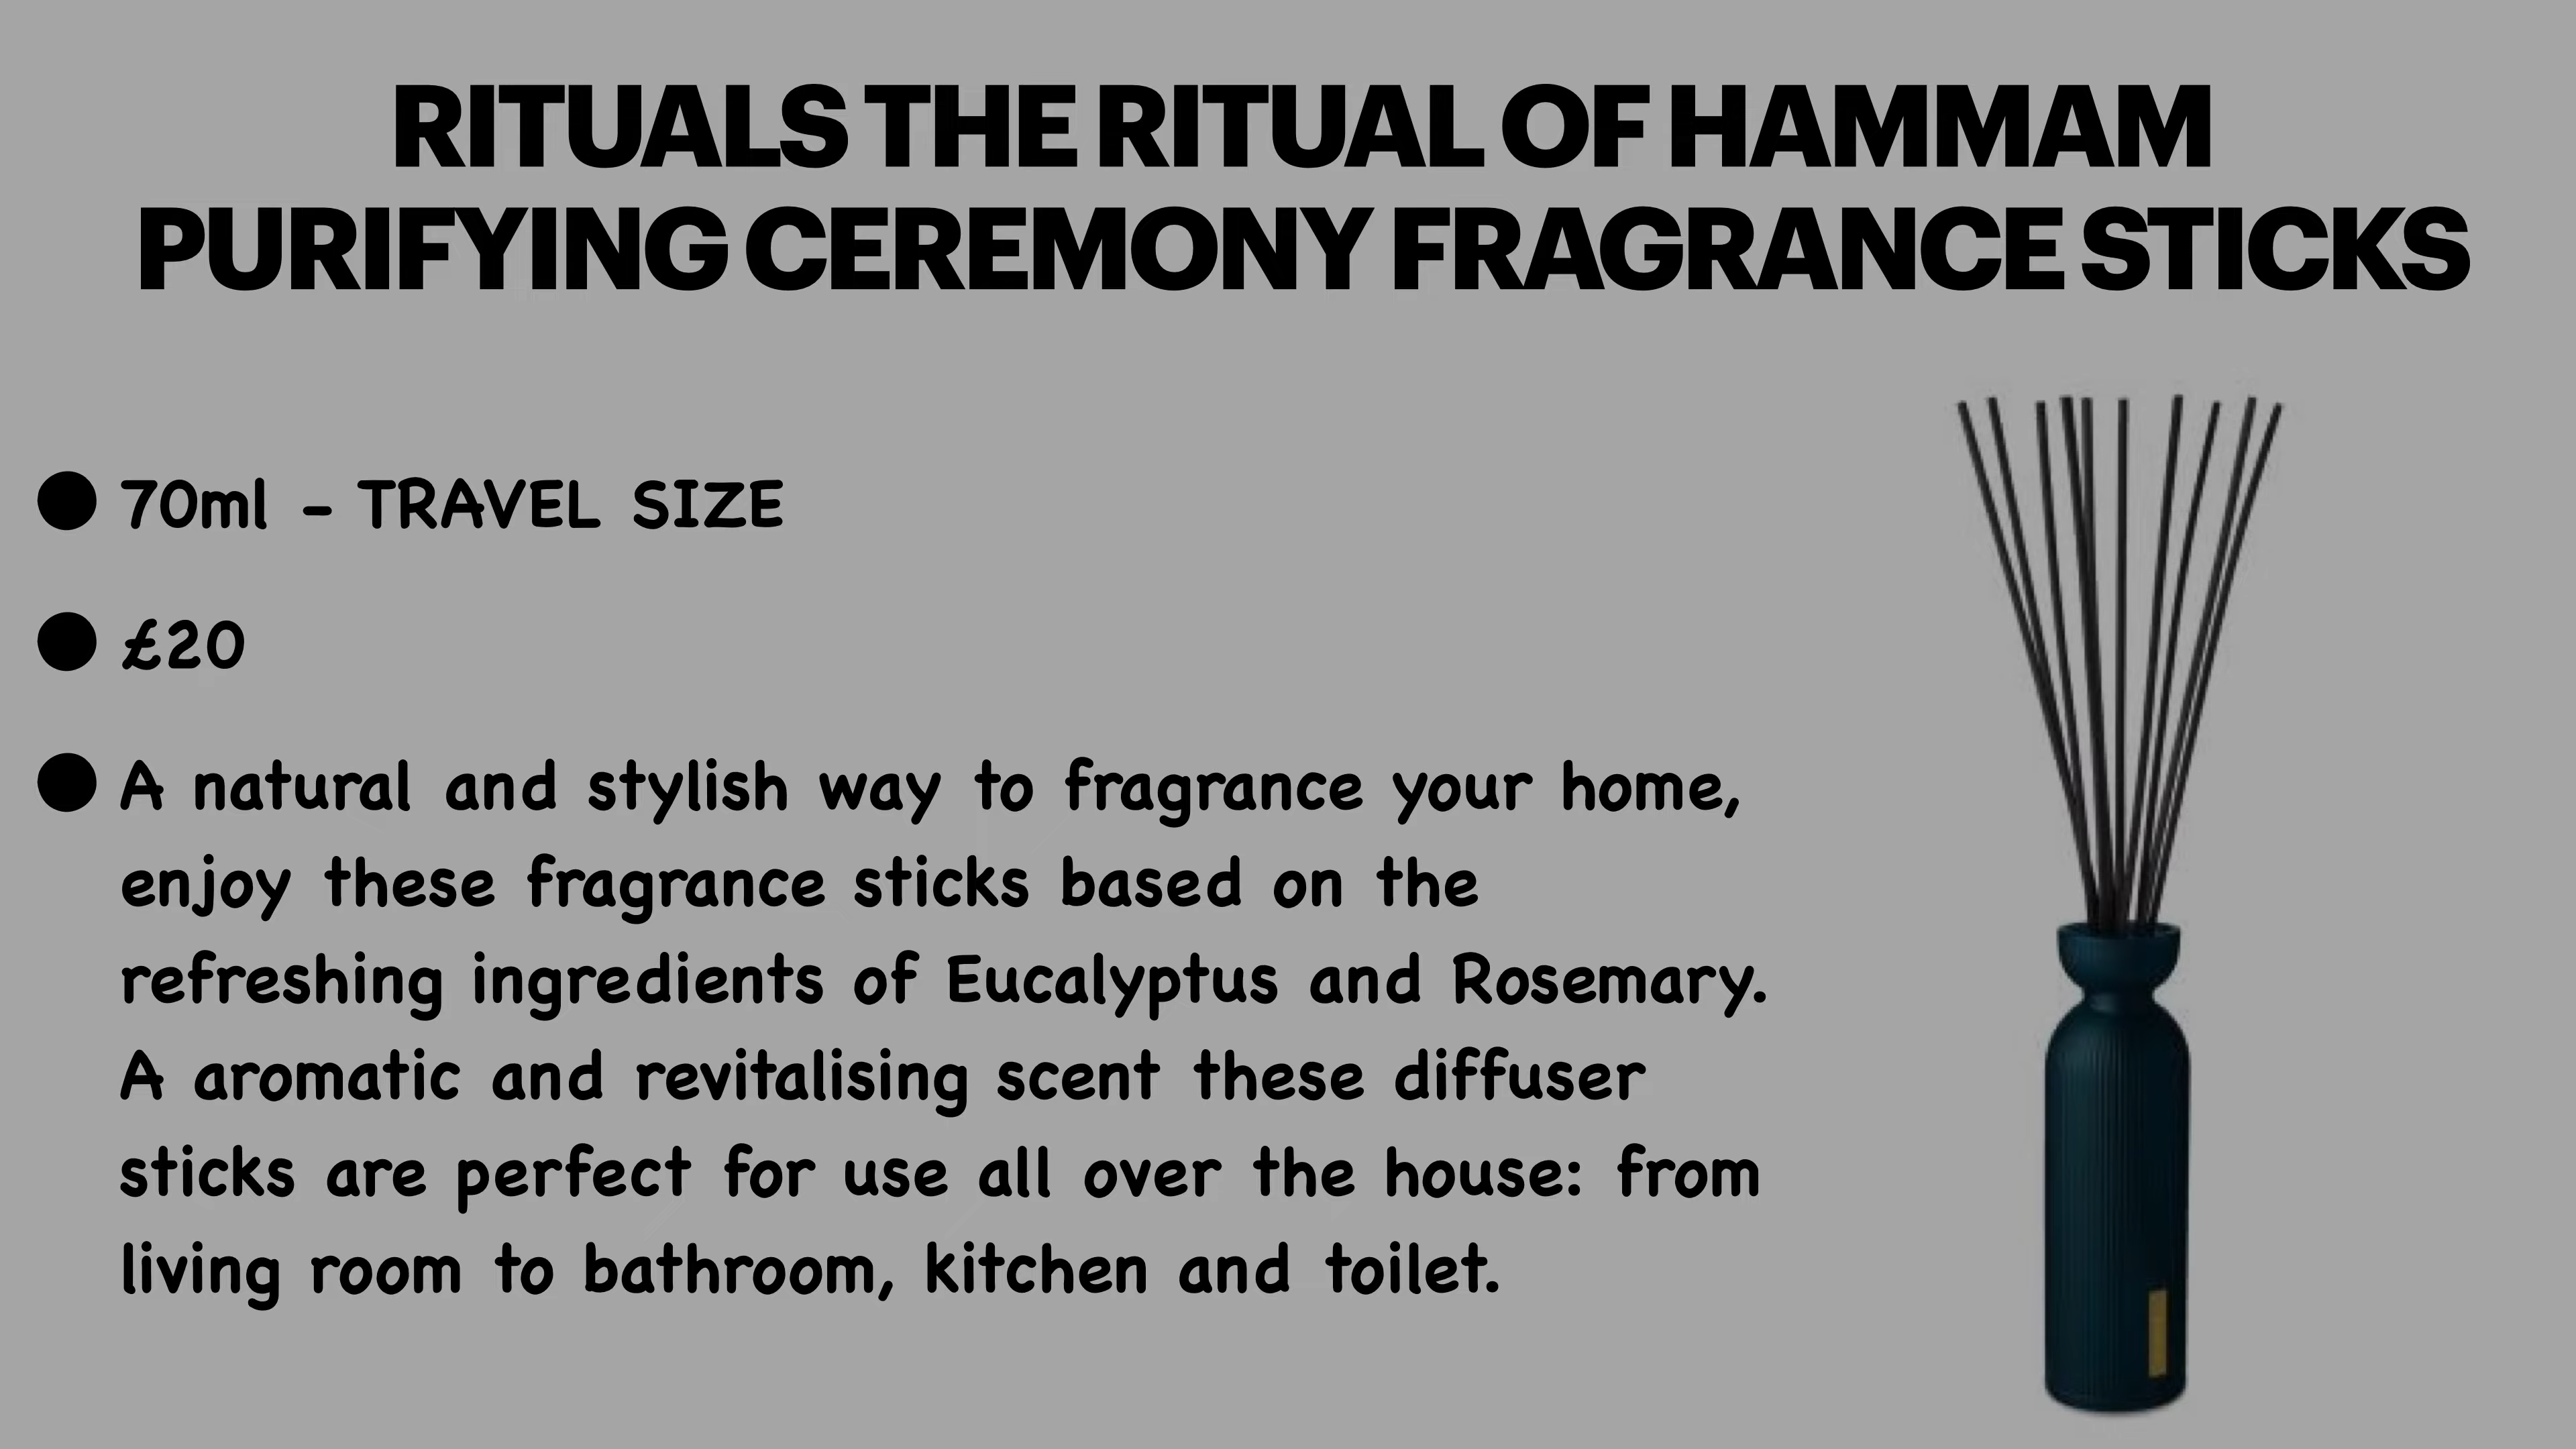 RITUALS THE RITUAL OF HAMMAM
PURIFYING CEREMONY FRAGRANCE STICKS
● 70ml - TRAVEL SIZE
● £20
● A natural and stylish way to fragrance your home,
enjoy these fragrance sticks based on the
refreshing ingredients of Eucalyptus and Rosemary.
A aromatic and revitalising scent these diffuser
sticks are perfect for use all over the house: from
living room to bathroom, kitchen and toilet.